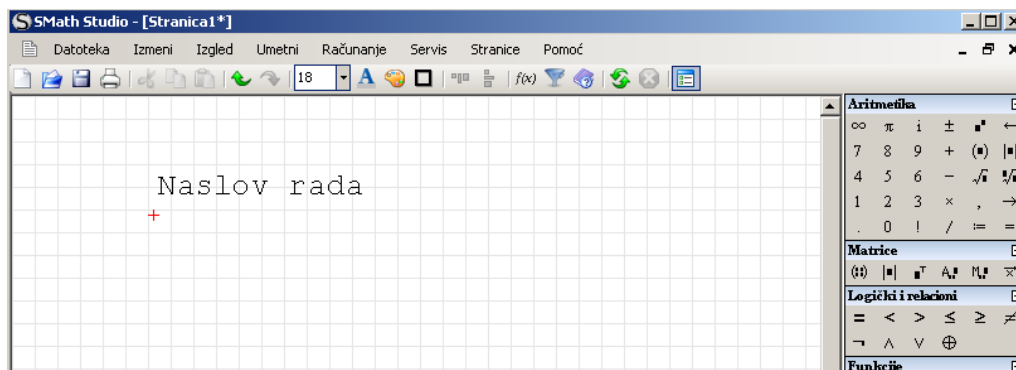 SMath Studio - [Stranica1*]
Datoteka Izmeni Izgled Umetni Računanje Servis Stranice Pomoć
18 A f(x)
Naslov rada
Aritmetika
∞ π i ± ←
7 8 9 + (▪) |▪|
4 5 6 − √▪ ▪√▪
1 2 3 × , →
. 0 ! / := =
Matrice
|▪| ▪ᵀ A M
Logički i relacioni
= < > ≤ ≥ ≠
¬ ∧ ∨ ⊕
Funkcije